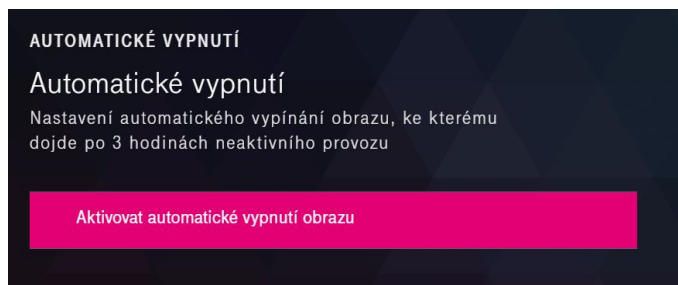 AUTOMATICKÉ VYPNUTÍ
Automatické vypnutí
Nastavení automatického vypínání obrazu, ke kterému
dojde po 3 hodinách neaktivního provozu
Aktivovat automatické vypnutí obrazu